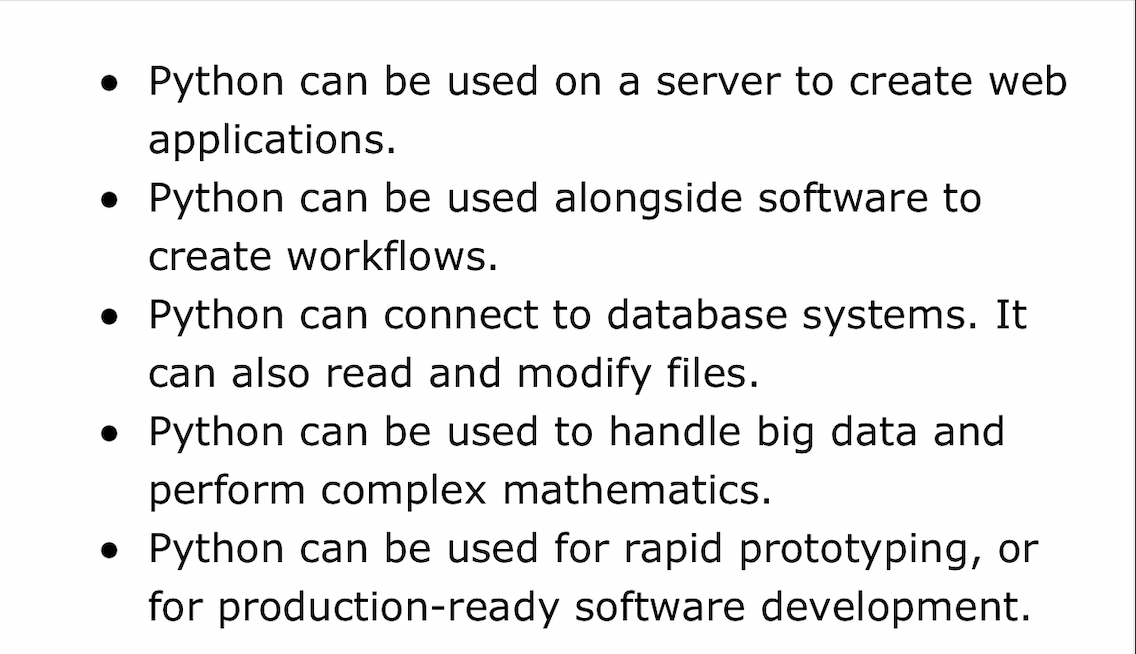 • Python can be used on a server to create web
applications.
• Python can be used alongside software to
create workflows.
• Python can connect to database systems. It
can also read and modify files.
• Python can be used to handle big data and
perform complex mathematics.
• Python can be used for rapid prototyping, or
for production-ready software development.